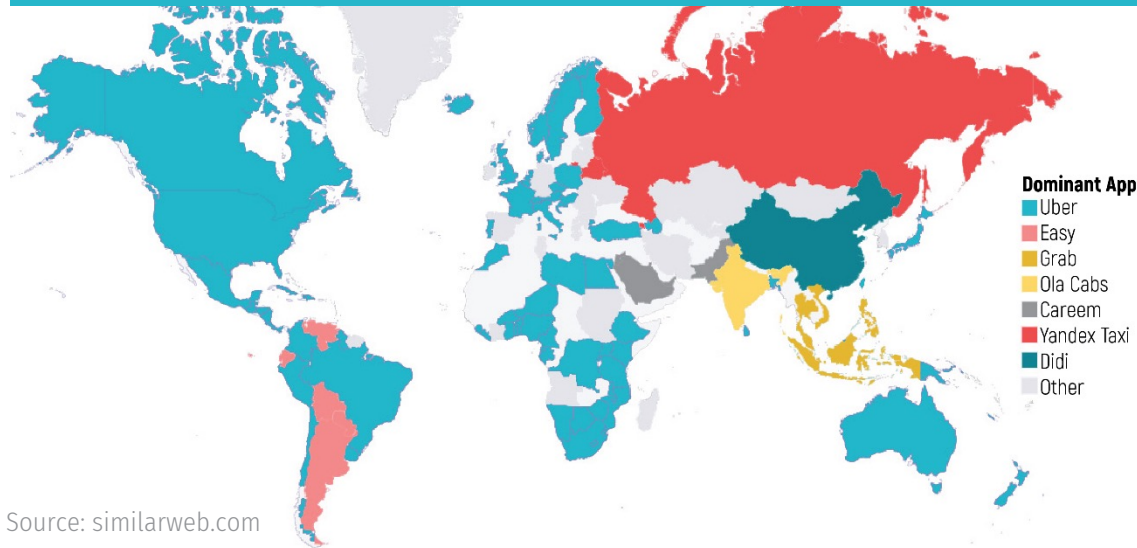 Dominant App
Uber
Easy
Grab
Ola Cabs
Careem
Yandex Taxi
Didi
Other
Source: similarweb.com